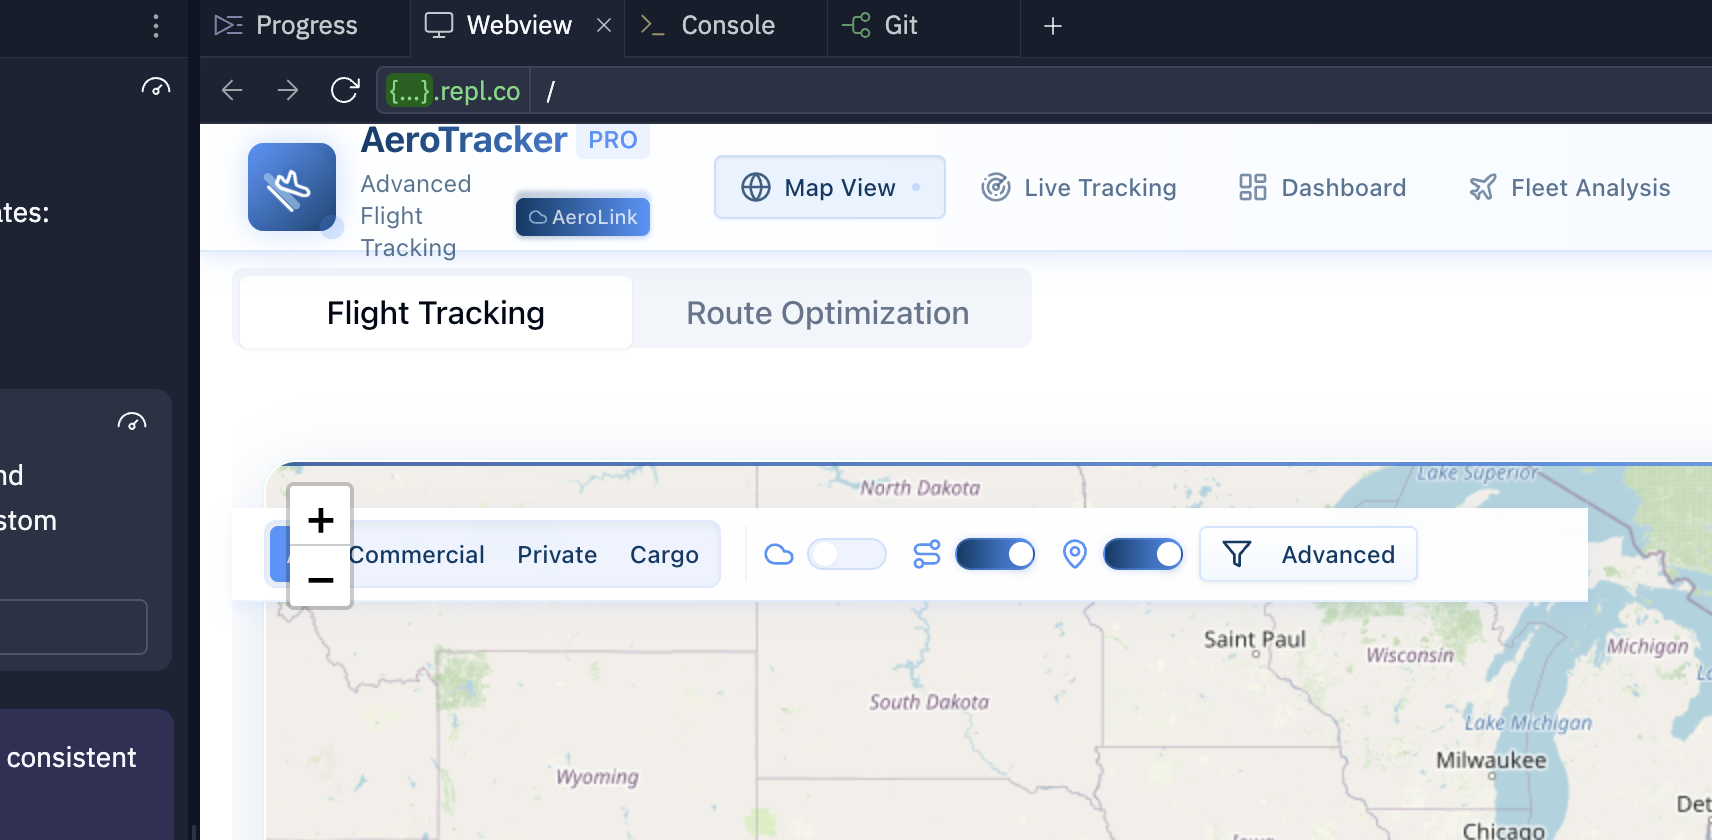 Progress
Webview
Console
Git
{...}.repl.co
/
AeroTracker PRO
Advanced
Flight
Tracking
AeroLink
Map View
Live Tracking
Dashboard
Fleet Analysis
Flight Tracking
Route Optimization
+
−
Commercial
Private
Cargo
Advanced
North Dakota
Lake Superior
Saint Paul
Wisconsin
Michigan
South Dakota
Lake Michigan
Milwaukee
Wyoming
Chicago
nd
stom
consistent